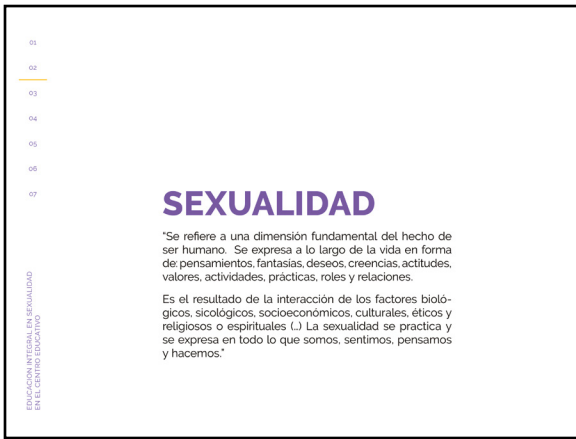 01
02
03
04
05
06
07
EDUCACIÓN INTEGRAL EN SEXUALIDAD
EN EL CENTRO EDUCATIVO
SEXUALIDAD
"Se refiere a una dimensión fundamental del hecho de
ser humano. Se expresa a lo largo de la vida en forma
de: pensamientos, fantasías, deseos, creencias, actitudes,
valores, actividades, prácticas, roles y relaciones.
Es el resultado de la interacción de los factores bioló-
gicos, sicológicos, socioeconómicos, culturales, éticos y
religiosos o espirituales (...) La sexualidad se practica y
se expresa en todo lo que somos, sentimos, pensamos
y hacemos."